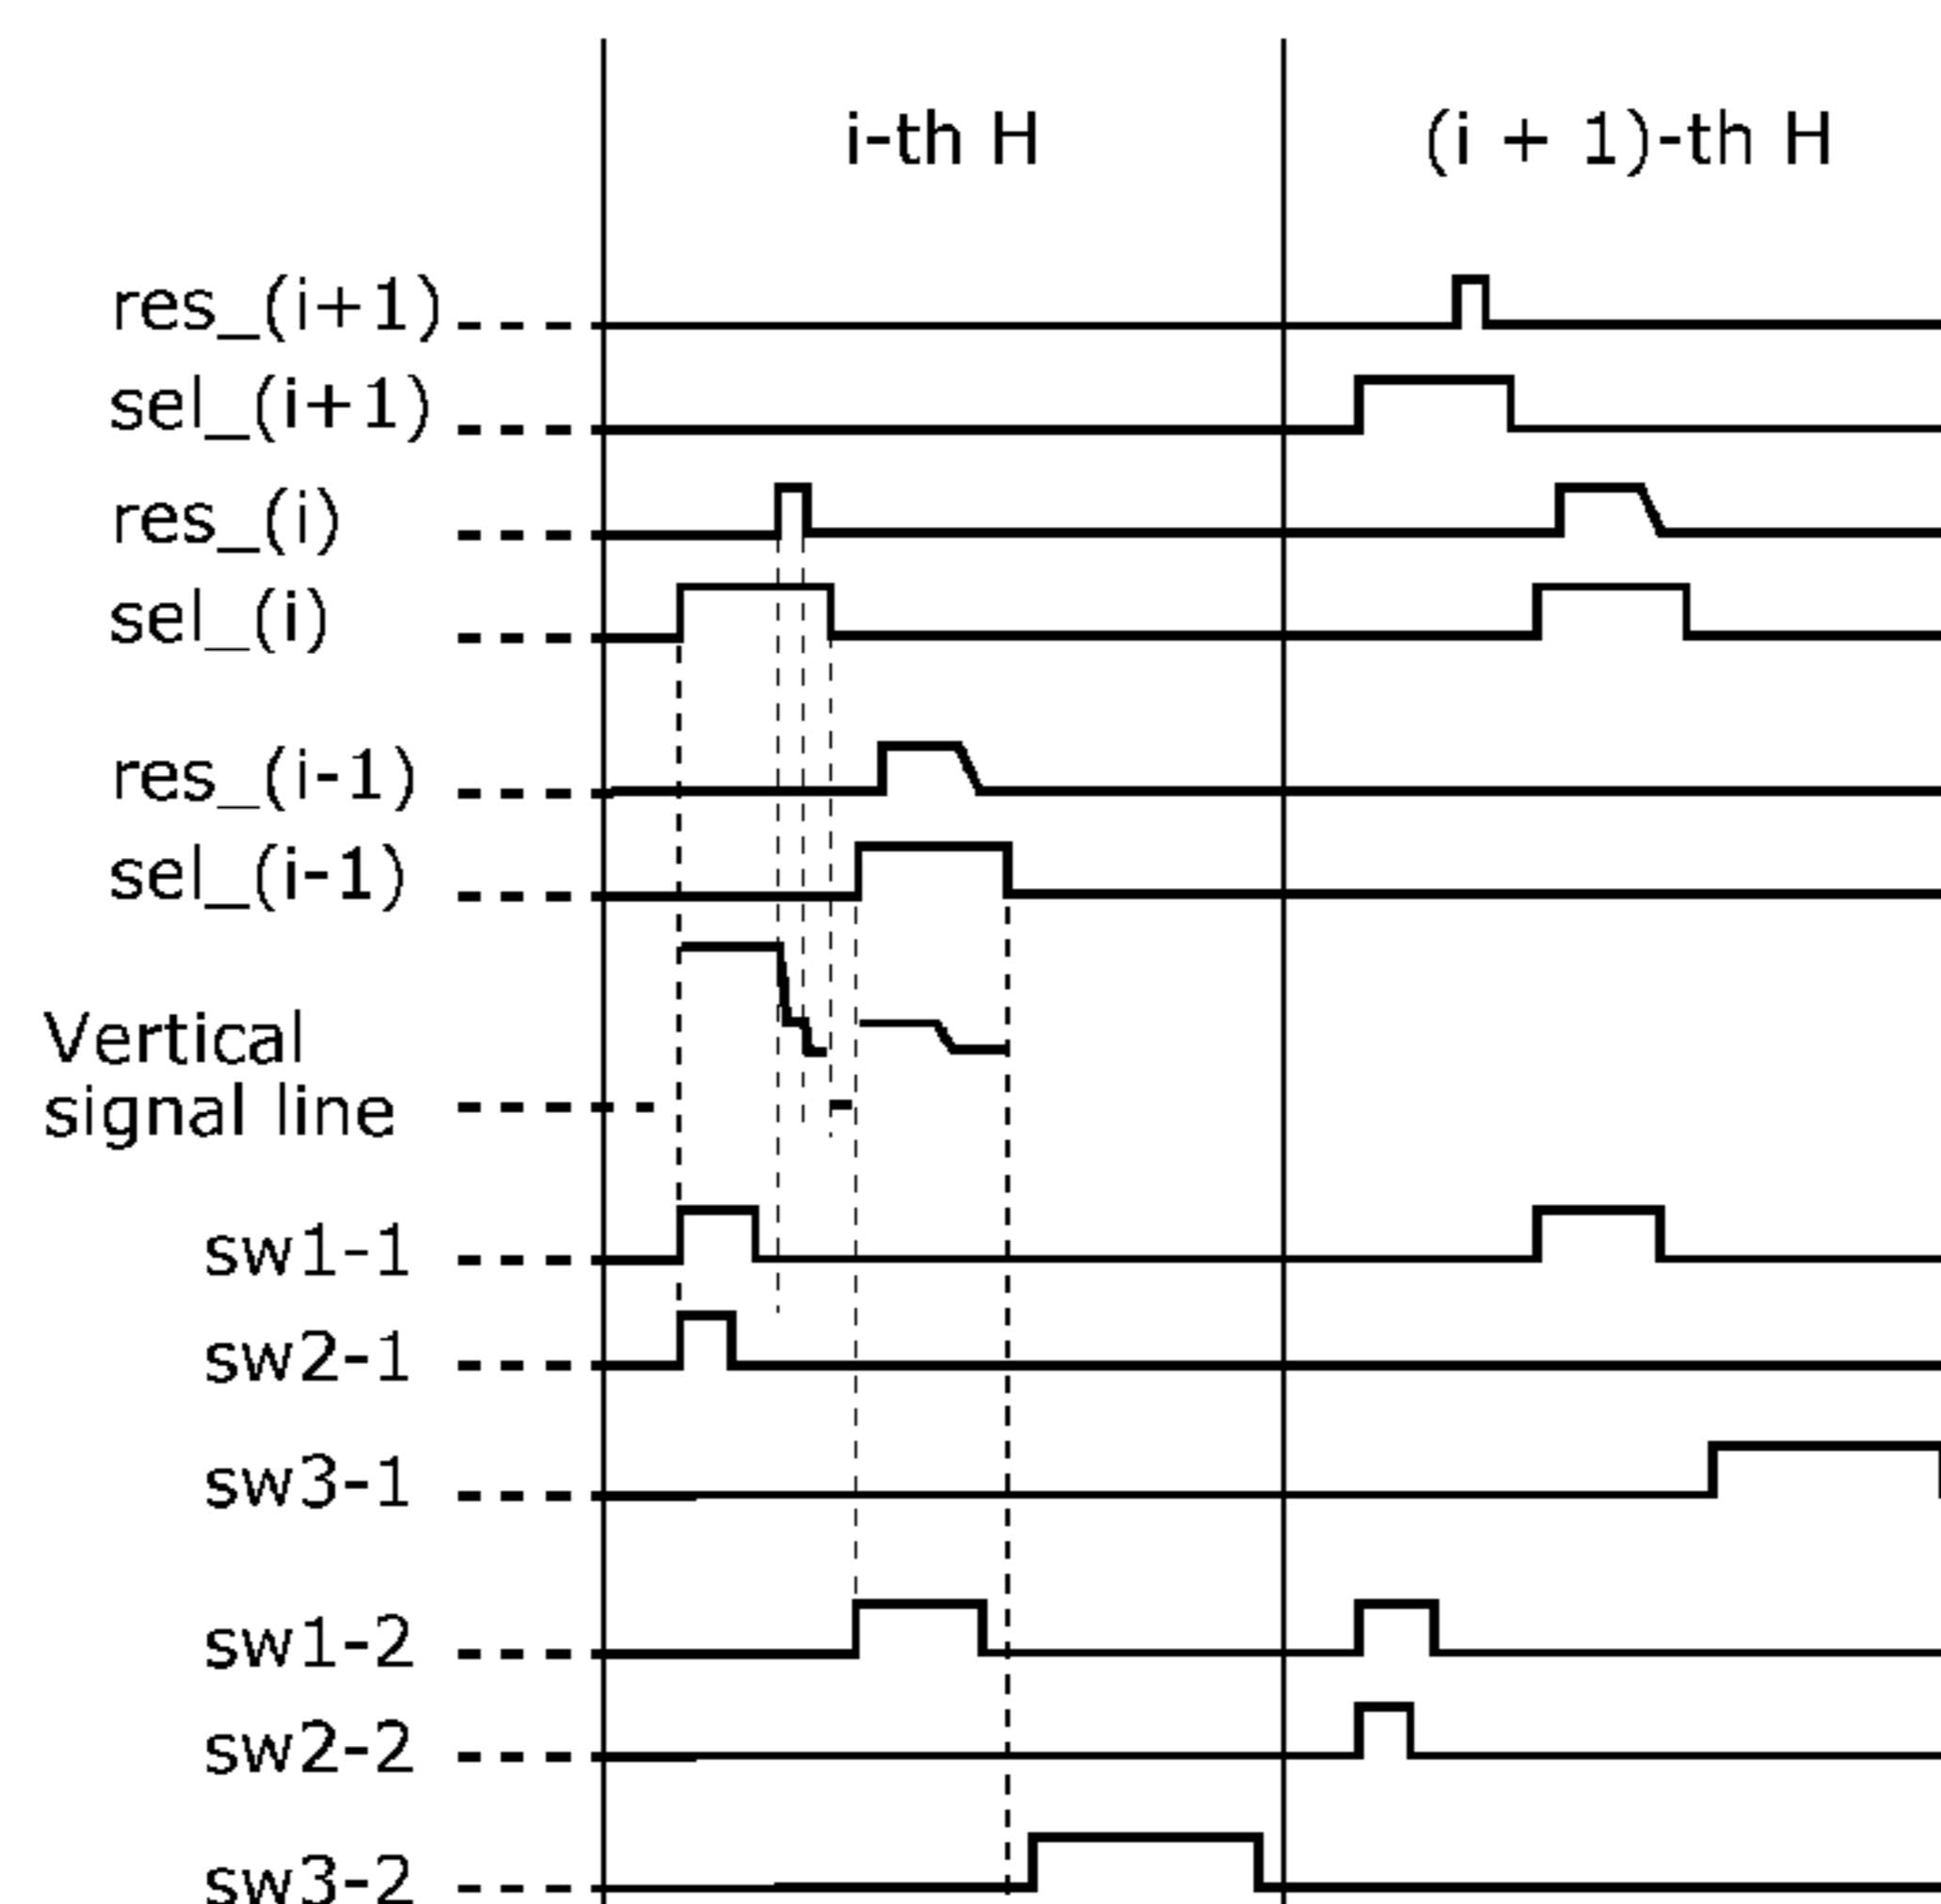 i-th H
(i + 1)-th H
res_(i+1)
sel_(i+1)
res_(i)
sel_(i)
res_(i-1)
sel_(i-1)
Vertical
signal line
sw1-1
sw2-1
sw3-1
sw1-2
sw2-2
sw3-2